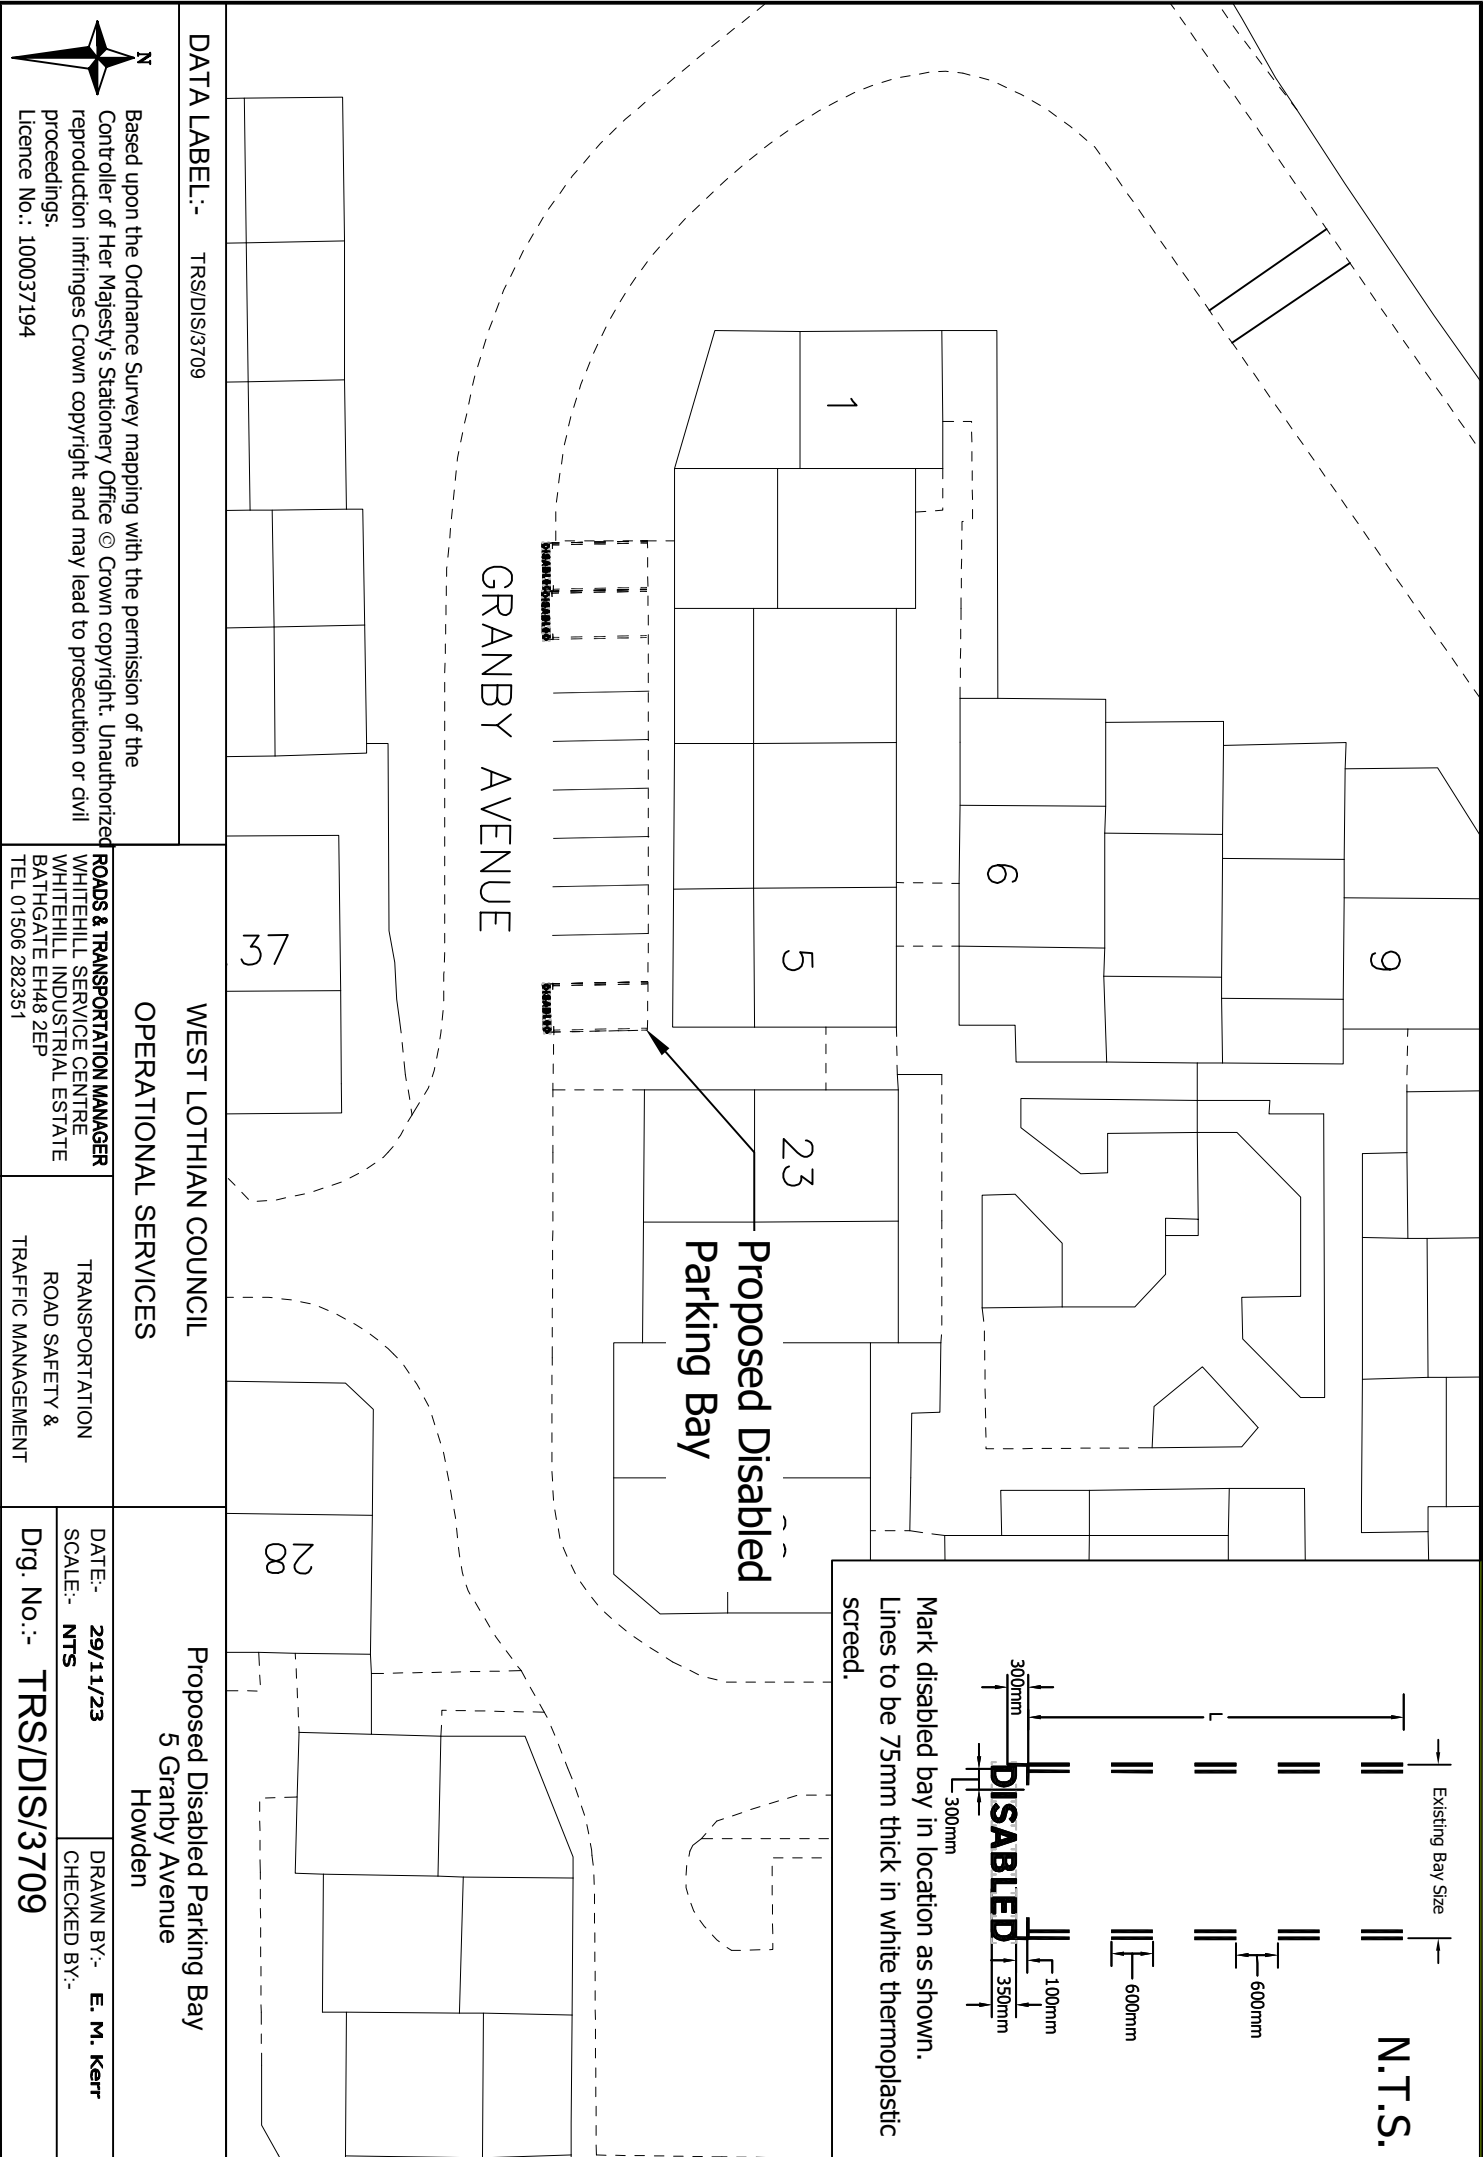 N.T.S.
Existing Bay Size
L
300mm
300mm
DISABLED
600mm
600mm
100mm
350mm
Mark disabled bay in location as shown.
Lines to be 75mm thick in white thermoplastic
screed.
9
6
1
5
23
Proposed Disabled
Parking Bay
DISABLED
DISABLED
DISABLED
GRANBY AVENUE
37
28
DATA LABEL:- TRS/DIS/3709
N
Based upon the Ordnance Survey mapping with the permission of the
Controller of Her Majesty's Stationery Office © Crown copyright. Unauthorized
reproduction infringes Crown copyright and may lead to prosecution or civil
proceedings.
Licence No.: 100037194
WEST LOTHIAN COUNCIL
OPERATIONAL SERVICES
ROADS & TRANSPORTATION MANAGER
WHITEHILL SERVICE CENTRE
WHITEHILL INDUSTRIAL ESTATE
BATHGATE EH48 2EP
TEL 01506 282351
TRANSPORTATION
ROAD SAFETY &
TRAFFIC MANAGEMENT
Proposed Disabled Parking Bay
5 Granby Avenue
Howden
DATE:- 29/11/23
SCALE:- NTS
DRAWN BY:- E. M. Kerr
CHECKED BY:-
Drg. No.:- TRS/DIS/3709